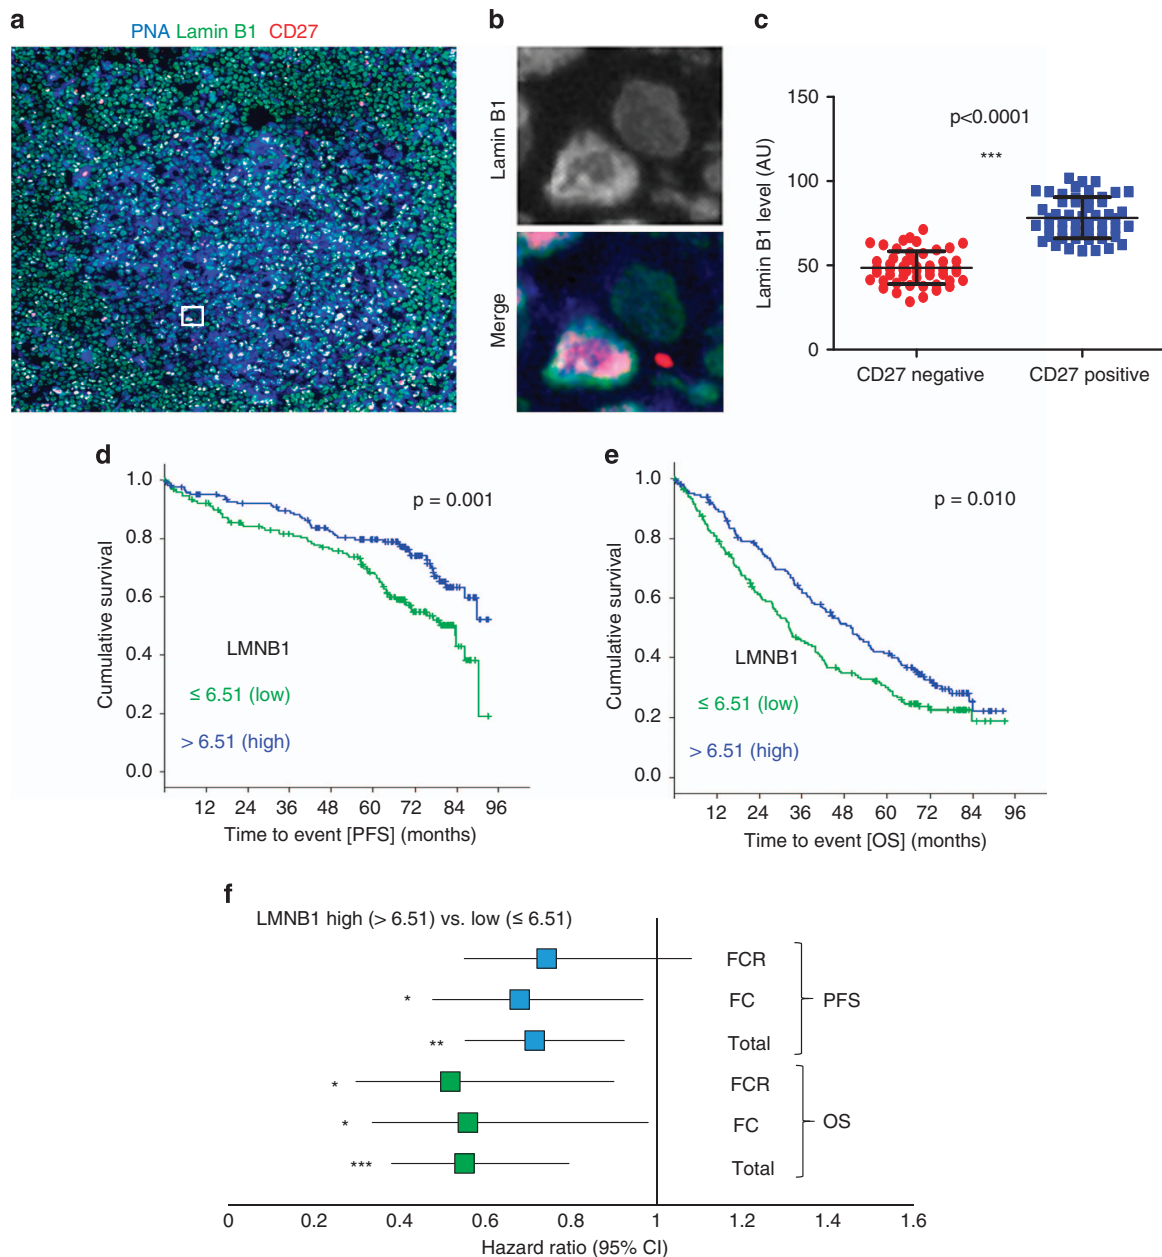 a
PNA Lamin B1 CD27
b
Lamin B1
Merge
c
Lamin B1 level (AU)
150
100
50
0
p<0.0001
***
CD27 negative
CD27 positive
d
Cumulative survival
1.0
0.8
0.6
0.4
0.2
0.0
p = 0.001
LMNB1
≤ 6.51 (low)
> 6.51 (high)
12 24 36 48 60 72 84 96
Time to event [PFS] (months)
e
Cumulative survival
1.0
0.8
0.6
0.4
0.2
0.0
p = 0.010
LMNB1
≤ 6.51 (low)
> 6.51 (high)
12 24 36 48 60 72 84 96
Time to event [OS] (months)
f
LMNB1 high (> 6.51) vs. low (≤ 6.51)
FCR
* FC PFS
** Total
* FCR
* FC OS
*** Total
0 0.2 0.4 0.6 0.8 1 1.2 1.4 1.6
Hazard ratio (95% CI)